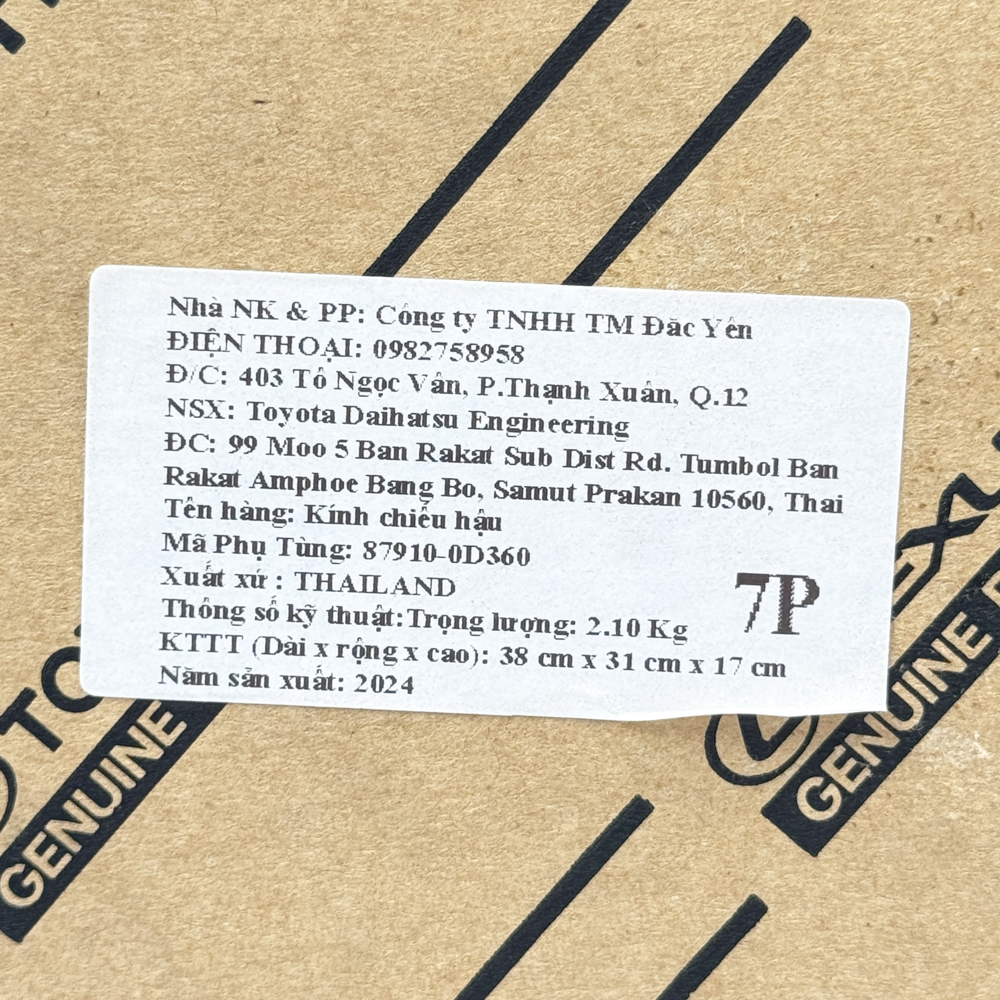 Nhà NK & PP: Công ty TNHH TM Đăc Yên
ĐIỆN THOẠI: 0982758958
Đ/C: 403 Tô Ngọc Vân, P.Thạnh Xuân, Q.12
NSX: Toyota Daihatsu Engineering
ĐC: 99 Moo 5 Ban Rakat Sub Dist Rd. Tumbol Ban
Rakat Amphoe Bang Bo, Samut Prakan 10560, Thai
Tên hàng: Kính chiếu hậu
Mã Phụ Tùng: 87910-0D360
Xuất xứ : THAILAND
7P
Thông số kỹ thuật:Trọng lượng: 2.10 Kg
KTTT (Dài x rộng x cao): 38 cm x 31 cm x 17 cm
Năm sản xuất: 2024
GENUINE
GENUINE